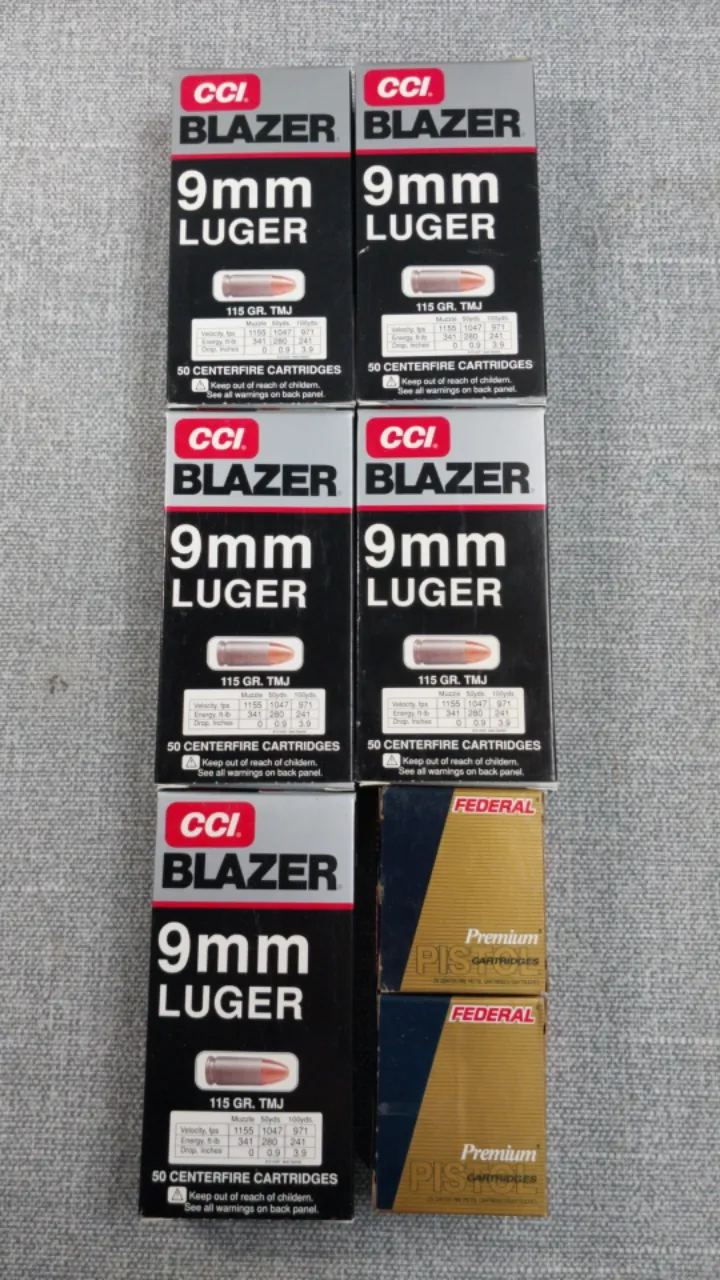 CCI.
BLAZER
9mm
LUGER
115 GR. TMJ
Muzzle 50yds. 100yds.
Velocity, fps 1155 1047 971
Energy, ft-lb 341 280 241
Drop, inches 0 0.9 3.9
50 CENTERFIRE CARTRIDGES
Keep out of reach of childern.
See all warnings on back panel.
CCI.
BLAZER
9mm
LUGER
115 GR. TMJ
Muzzle 50yds. 100yds.
Velocity, fps 1155 1047 971
Energy, ft-lb 341 280 241
Drop, inches 0 0.9 3.9
50 CENTERFIRE CARTRIDGES
Keep out of reach of childern.
See all warnings on back panel.
CCI.
BLAZER
9mm
LUGER
115 GR. TMJ
Muzzle 50yds. 100yds.
Velocity, fps 1155 1047 971
Energy, ft-lb 341 280 241
Drop, inches 0 0.9 3.9
50 CENTERFIRE CARTRIDGES
Keep out of reach of childern.
See all warnings on back panel.
CCI.
BLAZER
9mm
LUGER
115 GR. TMJ
Muzzle 50yds. 100yds.
Velocity, fps 1155 1047 971
Energy, ft-lb 341 280 241
Drop, inches 0 0.9 3.9
50 CENTERFIRE CARTRIDGES
Keep out of reach of childern.
See all warnings on back panel.
CCI.
BLAZER
9mm
LUGER
115 GR. TMJ
Muzzle 50yds. 100yds.
Velocity, fps 1155 1047 971
Energy, ft-lb 341 280 241
Drop, inches 0 0.9 3.9
50 CENTERFIRE CARTRIDGES
Keep out of reach of childern.
See all warnings on back panel.
FEDERAL
Premium
PISTOL
CARTRIDGES
FEDERAL
Premium
PISTOL
CARTRIDGES